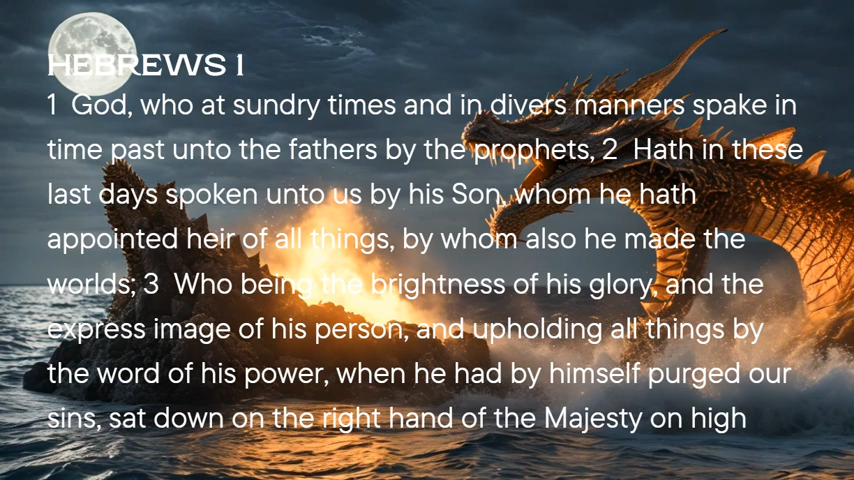 HEBREWS 1
1 God, who at sundry times and in divers manners spake in
time past unto the fathers by the prophets, 2 Hath in these
last days spoken unto us by his Son, whom he hath
appointed heir of all things, by whom also he made the
worlds; 3 Who being the brightness of his glory, and the
express image of his person, and upholding all things by
the word of his power, when he had by himself purged our
sins, sat down on the right hand of the Majesty on high